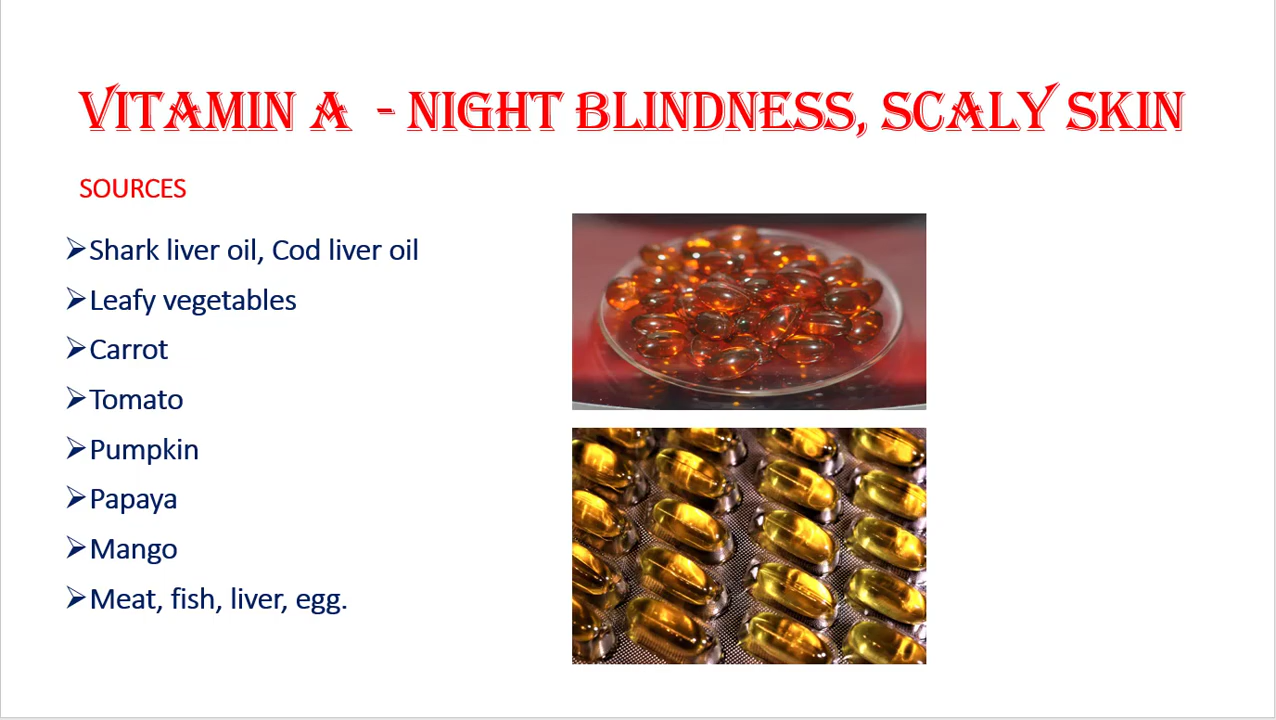 VITAMIN A - NIGHT BLINDNESS, SCALY SKIN
SOURCES
➢Shark liver oil, Cod liver oil
➢Leafy vegetables
➢Carrot
➢Tomato
➢Pumpkin
➢Papaya
➢Mango
➢Meat, fish, liver, egg.